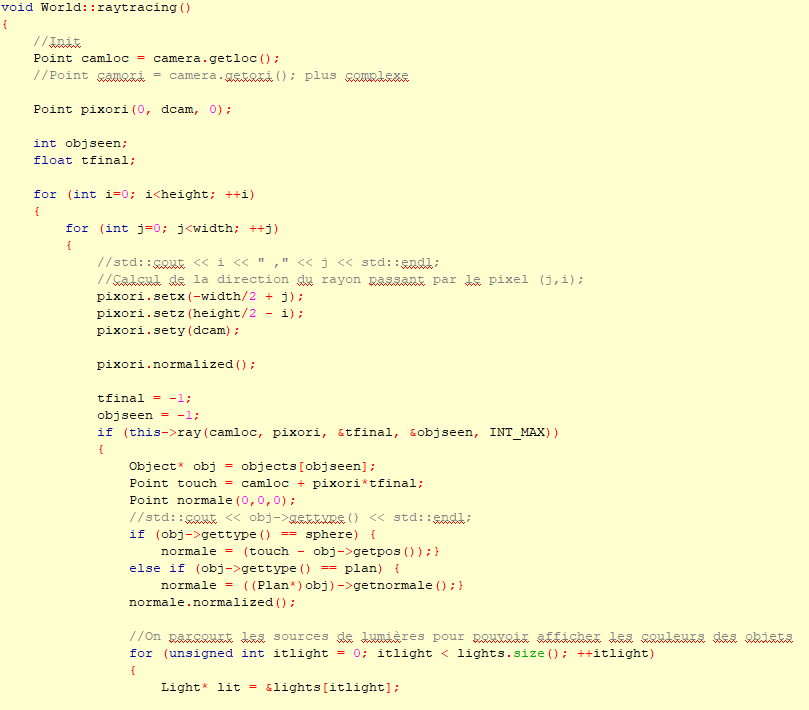 void World::raytracing()
{
    //Init
    Point camloc = camera.getloc();
    //Point camori = camera.getori(); plus complexe

    Point pixori(0, dcam, 0);

    int objseen;
    float tfinal;

    for (int i=0; i<height; ++i)
    {
        for (int j=0; j<width; ++j)
        {
            //std::cout << i << " ," << j << std::endl;
            //Calcul de la direction du rayon passant par le pixel (j,i);
            pixori.setx(-width/2 + j);
            pixori.setz(height/2 - i);
            pixori.sety(dcam);

            pixori.normalized();

            tfinal = -1;
            objseen = -1;
            if (this->ray(camloc, pixori, &tfinal, &objseen, INT_MAX))
            {
                Object* obj = objects[objseen];
                Point touch = camloc + pixori*tfinal;
                Point normale(0,0,0);
                //std::cout << obj->gettype() << std::endl;
                if (obj->gettype() == sphere) {
                    normale = (touch - obj->getpos());}
                else if (obj->gettype() == plan) {
                    normale = ((Plan*)obj)->getnormale();}
                normale.normalized();

                //On parcourt les sources de lumières pour pouvoir afficher les couleurs des objets
                for (unsigned int itlight = 0; itlight < lights.size(); ++itlight)
                {
                    Light* lit = &lights[itlight];